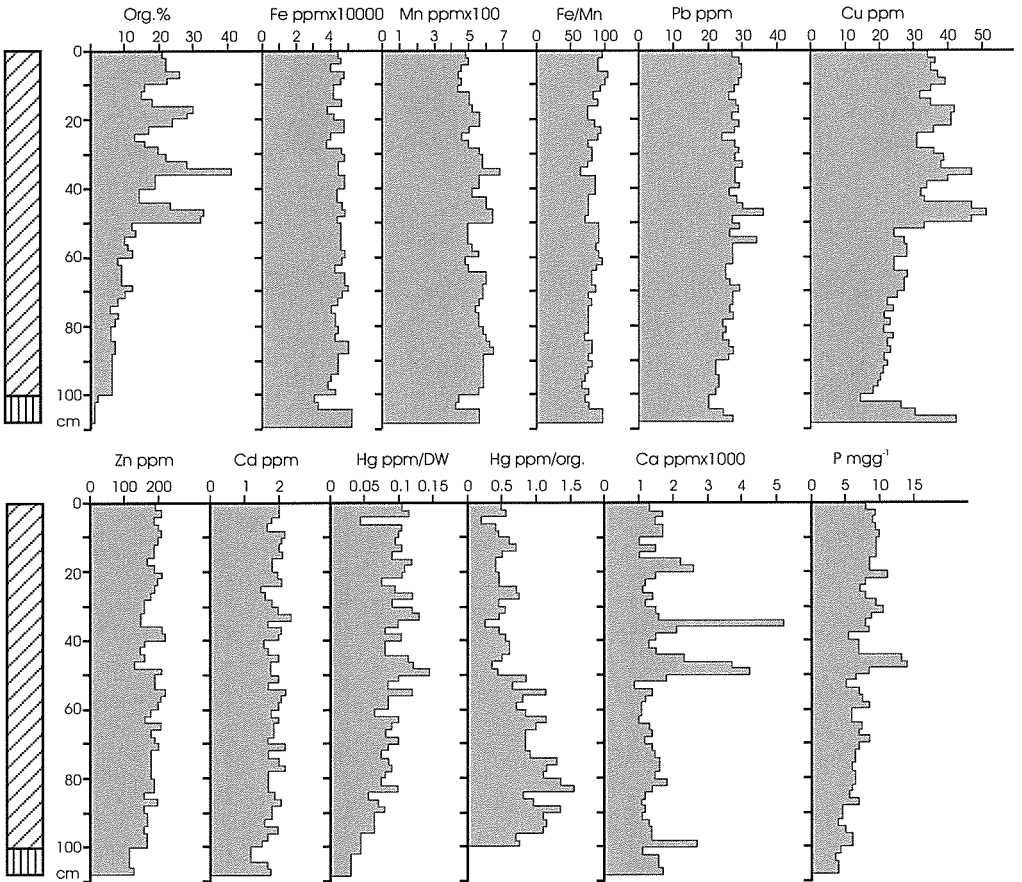 Org.% Fe ppmx10000 Mn ppmx100 Fe/Mn Pb ppm Cu ppm
0 10 20 30 40 0 2 4 6 0 1 2 3 4 5 6 7 0 50 100 0 10 20 30 40 0 10 20 30 40 50
0
20
40
60
80
100
cm
Zn ppm Cd ppm Hg ppm/DW Hg ppm/org. Ca ppmx1000 P mgg⁻¹
0 100 200 0 1 2 0 0.05 0.1 0.15 0 0.5 1.0 1.5 0 1 2 3 4 5 0 5 10 15
0
20
40
60
80
100
cm